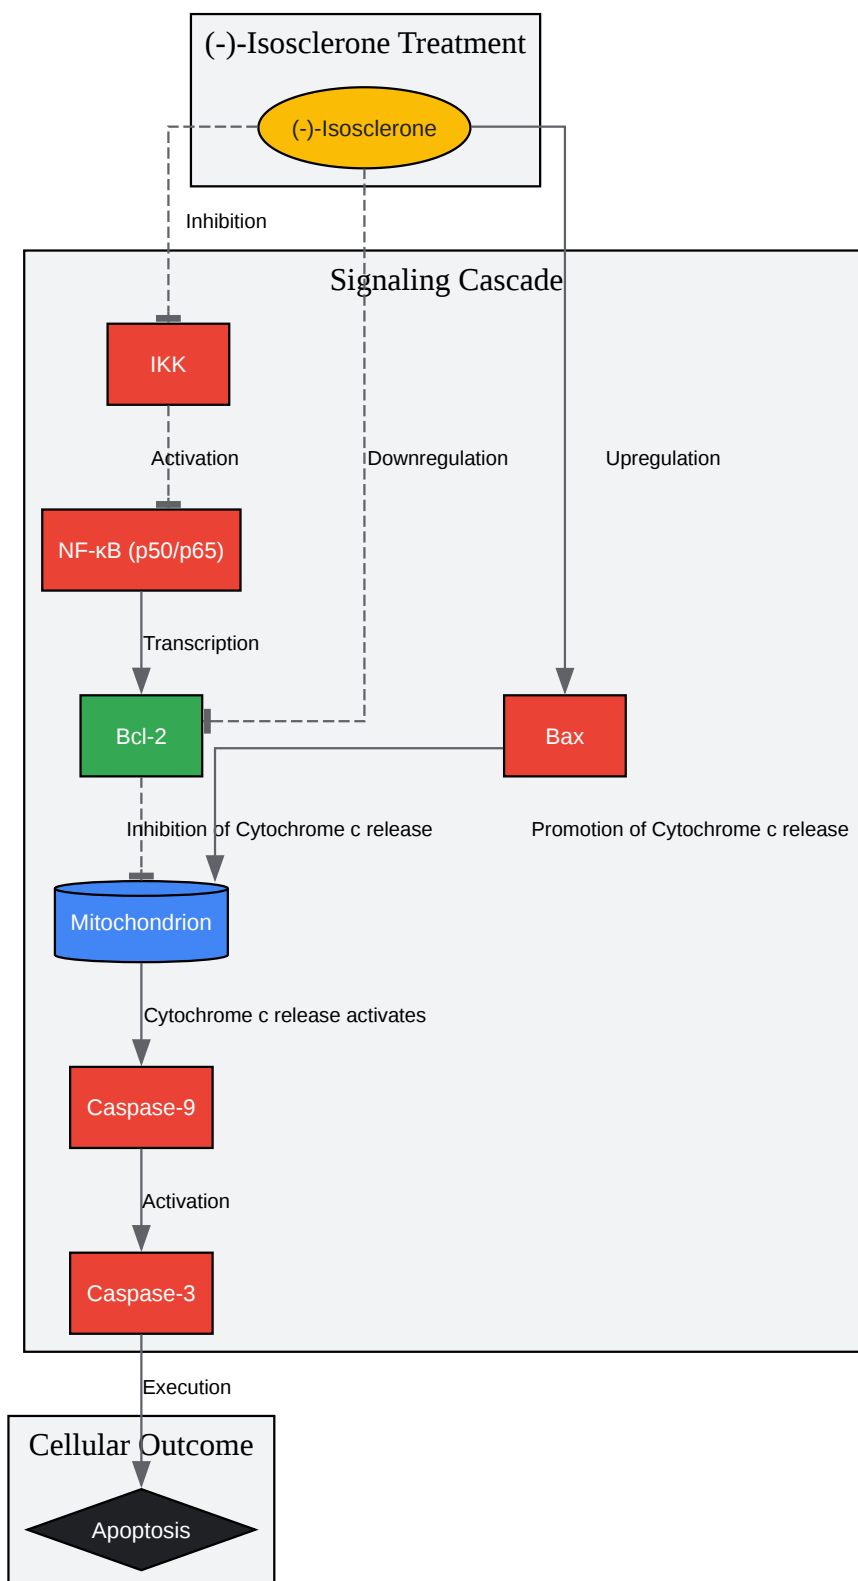 (-)-Isosclerone Treatment
(-)-Isosclerone
Inhibition
Signaling Cascade
IKK
Activation
Downregulation
Upregulation
NF-κB (p50/p65)
Transcription
Bcl-2
Bax
Inhibition of Cytochrome c release
Promotion of Cytochrome c release
Mitochondrion
Cytochrome c release activates
Caspase-9
Activation
Caspase-3
Execution
Cellular Outcome
Apoptosis